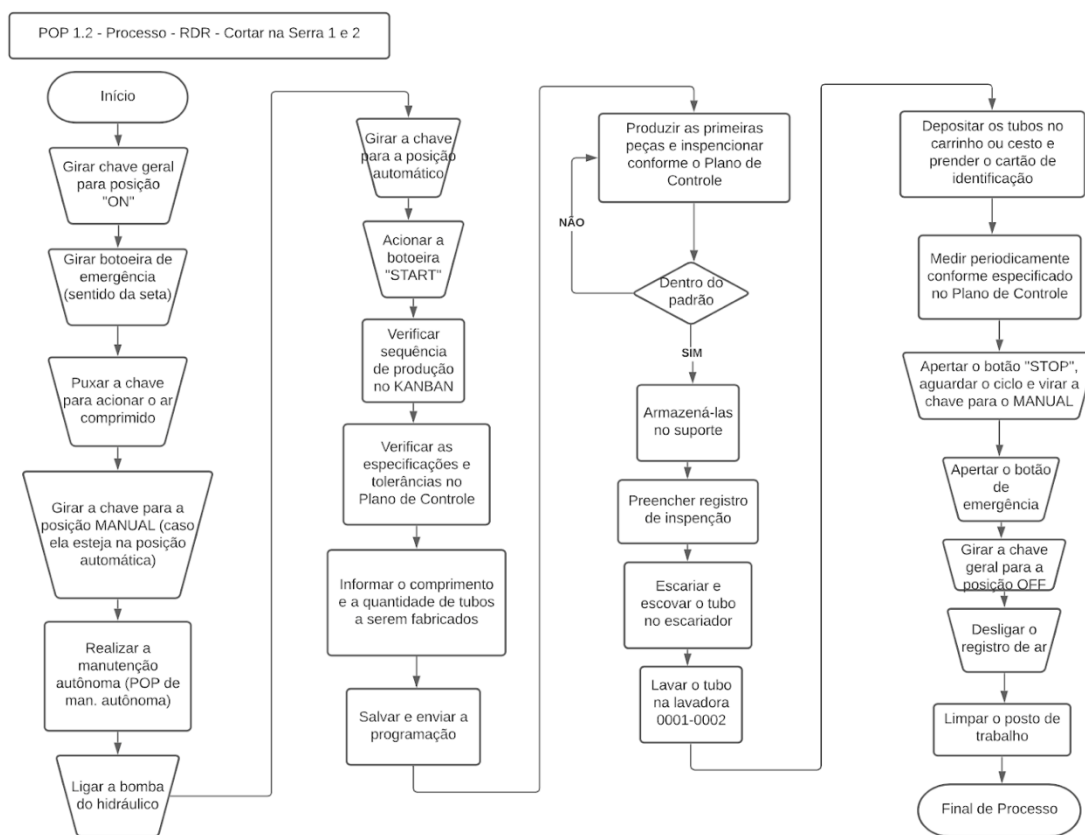 POP 1.2 - Processo - RDR - Cortar na Serra 1 e 2
Início
Girar chave geral
para posição
"ON"
Girar botoeira de
emergência
(sentido da seta)
Puxar a chave
para acionar o ar
comprimido
Girar a chave para a
posição MANUAL (caso
ela esteja na posição
automática)
Realizar a
manutenção
autônoma (POP de
man. autônoma)
Ligar a bomba
do hidráulico
Girar a chave
para a posição
automático
Acionar a
botoeira
"START"
Verificar
sequência
de produção
no KANBAN
Verificar as
especificações e
tolerâncias no
Plano de Controle
Informar o comprimento
e a quantidade de tubos
a serem fabricados
Salvar e enviar a
programação
Produzir as primeiras
peças e inspencionar
conforme o Plano de
Controle
NÃO
Dentro do
padrão
SIM
Armazená-las
no suporte
Preencher registro
de inspenção
Escariar e
escovar o tubo
no escariador
Lavar o tubo
na lavadora
0001-0002
Depositar os tubos no
carrinho ou cesto e
prender o cartão de
identificação
Medir periodicamente
conforme especificado
no Plano de Controle
Apertar o botão "STOP",
aguardar o ciclo e virar a
chave para o MANUAL
Apertar o botão
de
emergência
Girar a chave
geral para a
posição OFF
Desligar o
registro de ar
Limpar o posto de
trabalho
Final de Processo